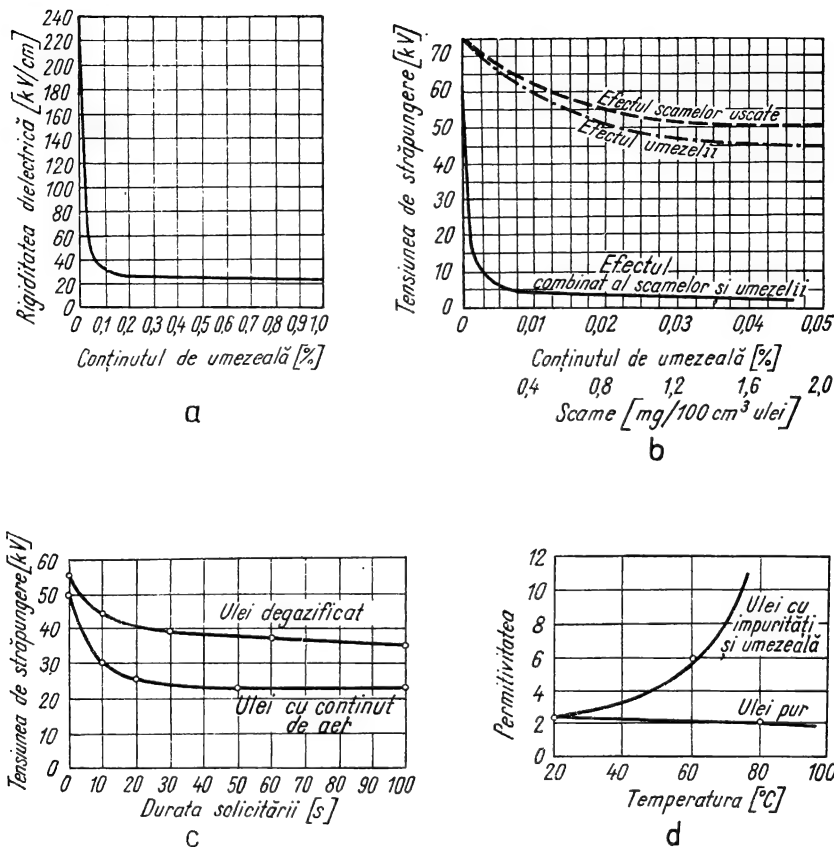 240
220
200
180
160
140
120
100
80
60
40
20
0
Rigiditatea dielectrică [kV/cm]
0 0,1 0,2 0,3 0,4 0,5 0,6 0,7 0,8 0,9 1,0
Conținutul de umezeală [%]
a
70
60
50
40
30
20
10
0
Tensiunea de străpungere [kV]
Efectul scamelor uscate
Efectul umezelii
Efectul
combinat al scamelor și umezelii
0 0,01 0,02 0,03 0,04 0,05
Conținutul de umezeală [%]
0,4 0,8 1,2 1,6 2,0
Scame [mg/100 cm³ ulei]
b
60
50
40
30
20
10
0
Tensiunea de străpungere [kV]
Ulei degazificat
Ulei cu continut
de aer
0 10 20 30 40 50 60 70 80 90 100
Durata solicitării [s]
c
12
10
8
6
4
2
0
Permitivitatea
Ulei cu
impurități
și umezeală
Ulei pur
20 40 60 80 100
Temperatura [°C]
d